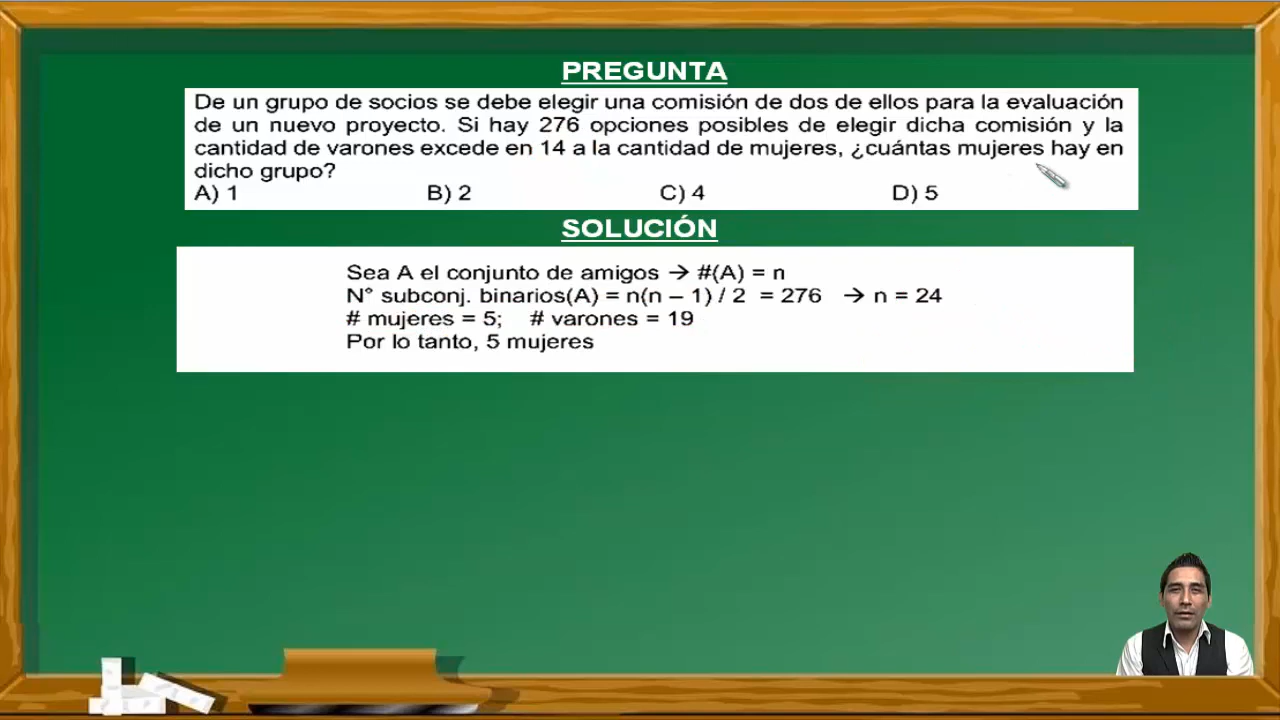 PREGUNTA
De un grupo de socios se debe elegir una comisión de dos de ellos para la evaluación
de un nuevo proyecto. Si hay 276 opciones posibles de elegir dicha comisión y la
cantidad de varones excede en 14 a la cantidad de mujeres, ¿cuántas mujeres hay en
dicho grupo?
A) 1 B) 2 C) 4 D) 5
SOLUCIÓN
Sea A el conjunto de amigos → #(A) = n
N° subconj. binarios(A) = n(n – 1) / 2 = 276 → n = 24
# mujeres = 5; # varones = 19
Por lo tanto, 5 mujeres